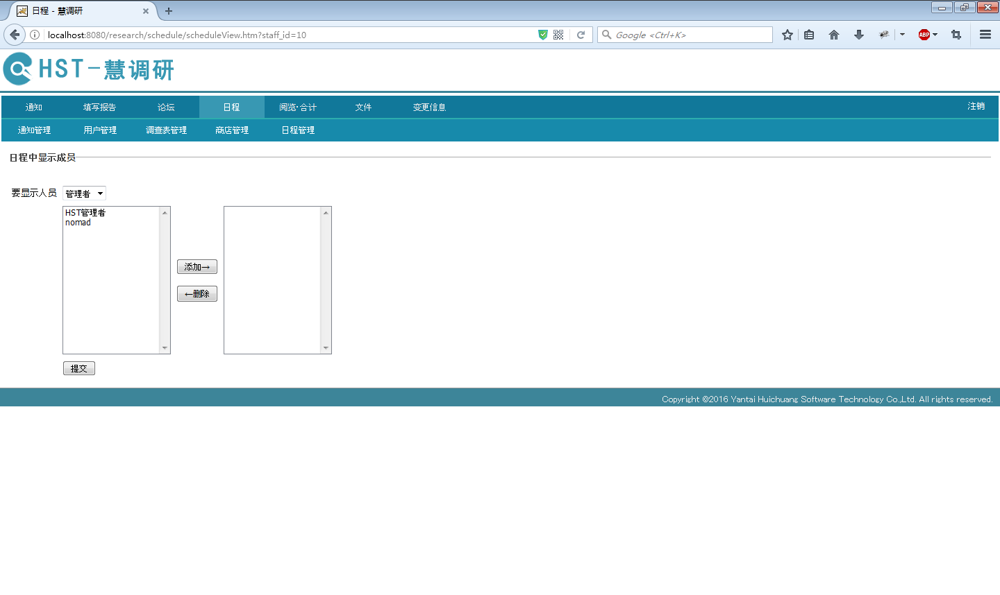 日程 - 慧调研
localhost:8080/research/schedule/scheduleView.htm?staff_id=10
Google <Ctrl+K>
ABP
HST-慧调研
通知 填写报告 论坛 日程 阅览·合计 文件 变更信息 注销
通知管理 用户管理 调查表管理 商店管理 日程管理
日程中显示成员
要显示人员 管理者
HST管理者
nomad
添加→
←删除
提交
Copyright ©2016 Yantai Huichuang Software Technology Co.,Ltd. All rights reserved.